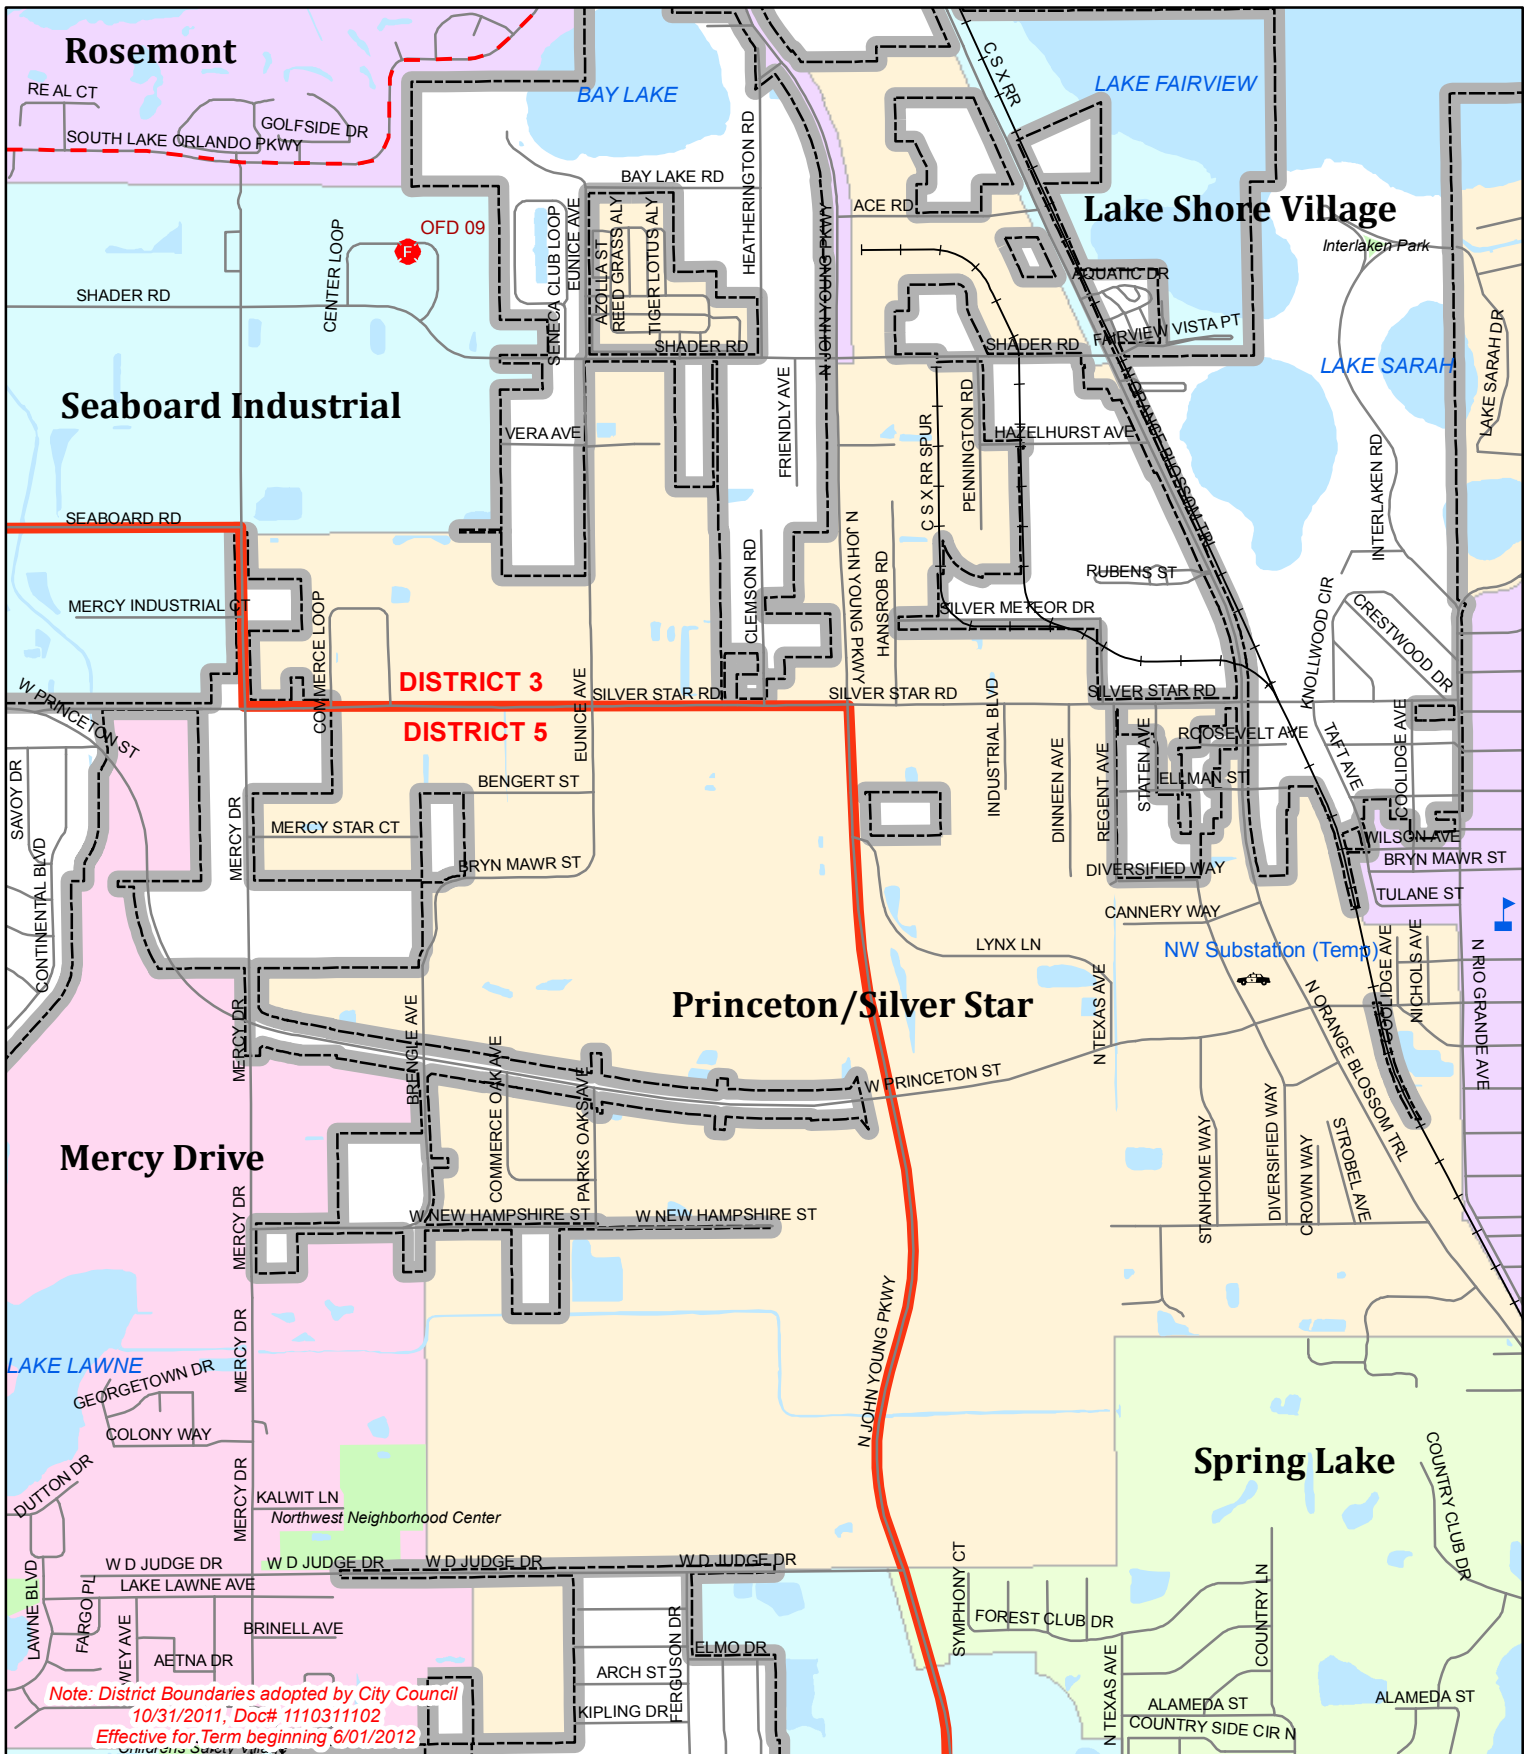 Rosemont
RE AL CT
GOLFSIDE DR
SOUTH LAKE ORLANDO PKWY
BAY LAKE
C S X RR
LAKE FAIRVIEW
HEATHERINGTON RD
BAY LAKE RD
N JOHN YOUNG PKWY
ACE RD
Lake Shore Village
Interlaken Park
OFD 09
F
CENTER LOOP
SENECA CLUB LOOP
EUNICE AVE
AZOLLA ST
REED GRASS ALY
TIGER LOTUS ALY
AQUATIC DR
SHADER RD
SHADER RD
SHADER RD
FAIRVIEW VISTA PT
LAKE SARAH
LAKE SARAH DR
Seaboard Industrial
VERA AVE
FRIENDLY AVE
C S X RR SPUR
PENNINGTON RD
HAZELHURST AVE
N ORANGE BLOSSOM TRL
INTERLAKEN RD
SEABOARD RD
CLEMSON RD
N JOHN YOUNG PKWY
HANSROB RD
RUBENS ST
MERCY INDUSTRIAL CT
COMMERCE LOOP
SILVER METEOR DR
KNOLLWOOD CIR
CRESTWOOD DR
W PRINCETON ST
DISTRICT 3
SILVER STAR RD
SILVER STAR RD
SILVER STAR RD
DISTRICT 5
EUNICE AVE
INDUSTRIAL BLVD
DINNEEN AVE
REGENT AVE
STATEN AVE
ROOSEVELT AVE
TAFT AVE
COOLIDGE AVE
SAVOY DR
CONTINENTAL BLVD
MERCY DR
BENGERT ST
ELLMAN ST
MERCY STAR CT
WILSON AVE
BRYN MAWR ST
DIVERSIFIED WAY
BRYN MAWR ST
TULANE ST
CANNERY WAY
LYNX LN
NW Substation (Temp)
COOLIDGE AVE
NICHOLS AVE
N RIO GRANDE AVE
MERCY DR
Princeton/Silver Star
N TEXAS AVE
N ORANGE BLOSSOM TRL
BRENGLE AVE
COMMERCE OAK AVE
PARKS OAKS AVE
W PRINCETON ST
Mercy Drive
MERCY DR
STANHOME WAY
DIVERSIFIED WAY
CROWN WAY
STROBEL AVE
W NEW HAMPSHIRE ST
W NEW HAMPSHIRE ST
LAKE LAWNE
MERCY DR
N JOHN YOUNG PKWY
GEORGETOWN DR
COLONY WAY
Spring Lake
COUNTRY CLUB DR
DUTTON DR
MERCY DR
KALWIT LN
Northwest Neighborhood Center
W D JUDGE DR
W D JUDGE DR
W D JUDGE DR
W D JUDGE DR
LAWNE BLVD
FARGO PL
LAKE LAWNE AVE
SYMPHONY CT
FOREST CLUB DR
COUNTRY LN
WEY AVE
BRINELL AVE
AETNA DR
FERGUSON DR
ELMO DR
ARCH ST
KIPLING DR
N TEXAS AVE
ALAMEDA ST
ALAMEDA ST
COUNTRY SIDE CIR N
Note: District Boundaries adopted by City Council
10/31/2011, Doc# 1110311102
Effective for Term beginning 6/01/2012